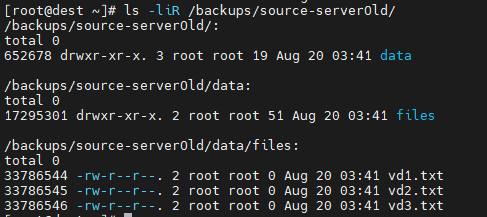 [root@dest ~]# ls -liR /backups/source-serverOld/
/backups/source-serverOld/:
total 0
652678 drwxr-xr-x. 3 root root 19 Aug 20 03:41 data

/backups/source-serverOld/data:
total 0
17295301 drwxr-xr-x. 2 root root 51 Aug 20 03:41 files

/backups/source-serverOld/data/files:
total 0
33786544 -rw-r--r--. 2 root root 0 Aug 20 03:41 vd1.txt
33786545 -rw-r--r--. 2 root root 0 Aug 20 03:41 vd2.txt
33786546 -rw-r--r--. 2 root root 0 Aug 20 03:41 vd3.txt